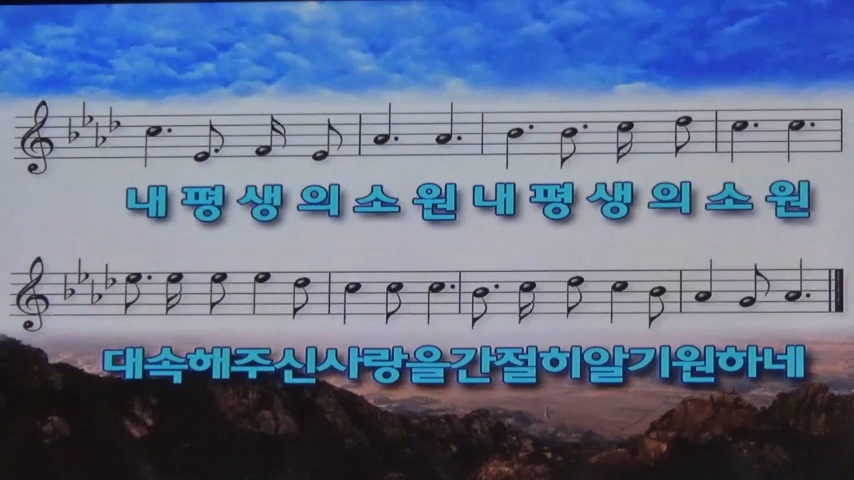 내 평 생 의 소 원 내 평 생 의 소 원
대속해주신사랑을간절히알기원하네